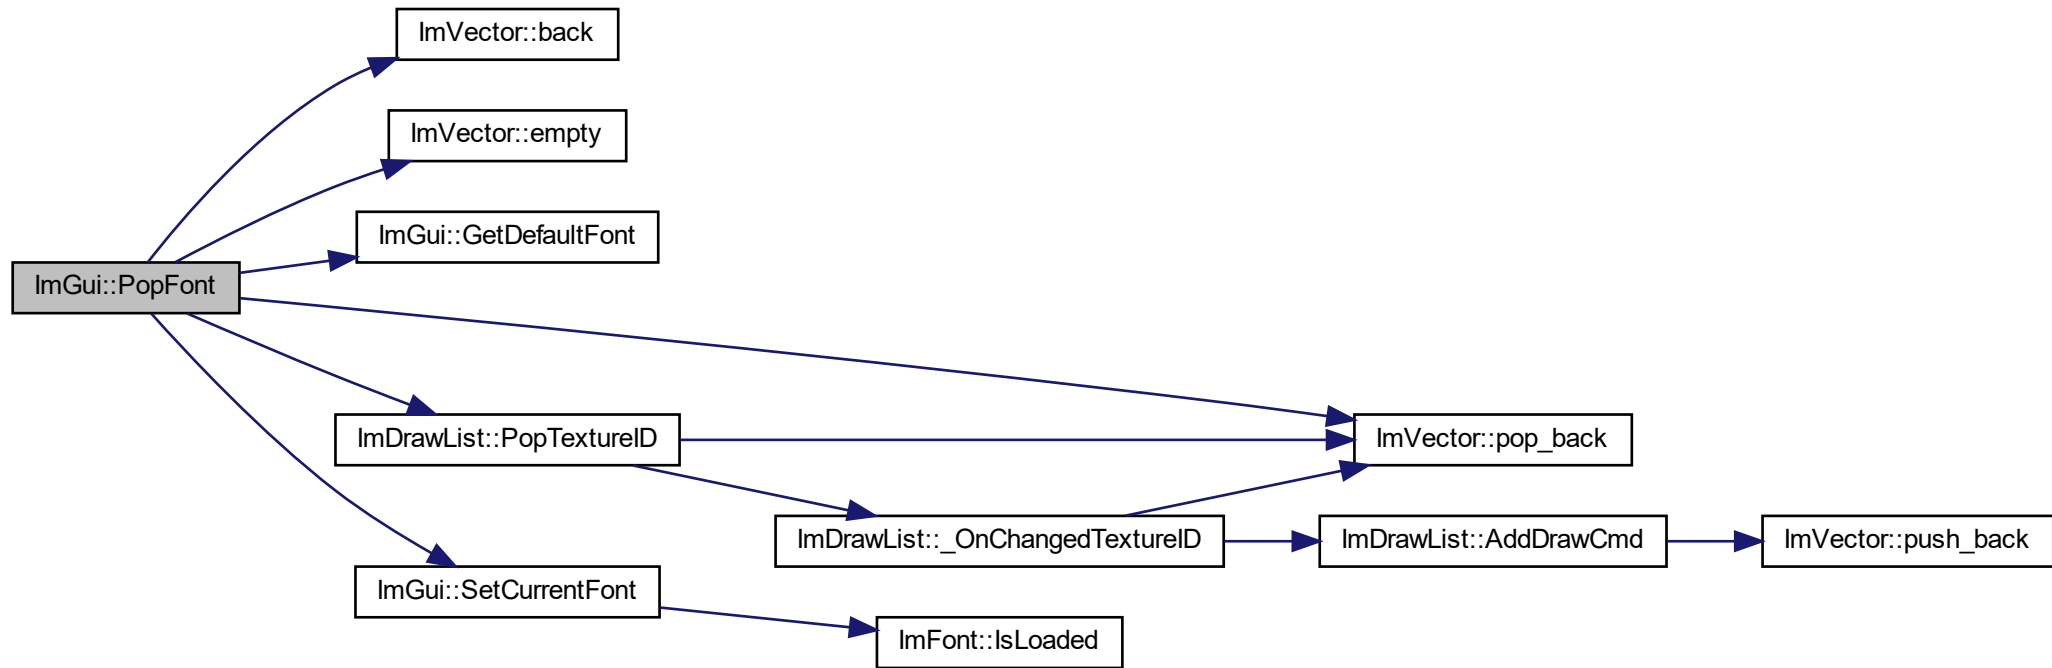 ImVector::back
ImVector::empty
ImGui::GetDefaultFont
ImGui::PopFont
ImDrawList::PopTextureID
ImVector::pop_back
ImDrawList::_OnChangedTextureID
ImDrawList::AddDrawCmd
ImVector::push_back
ImGui::SetCurrentFont
ImFont::IsLoaded